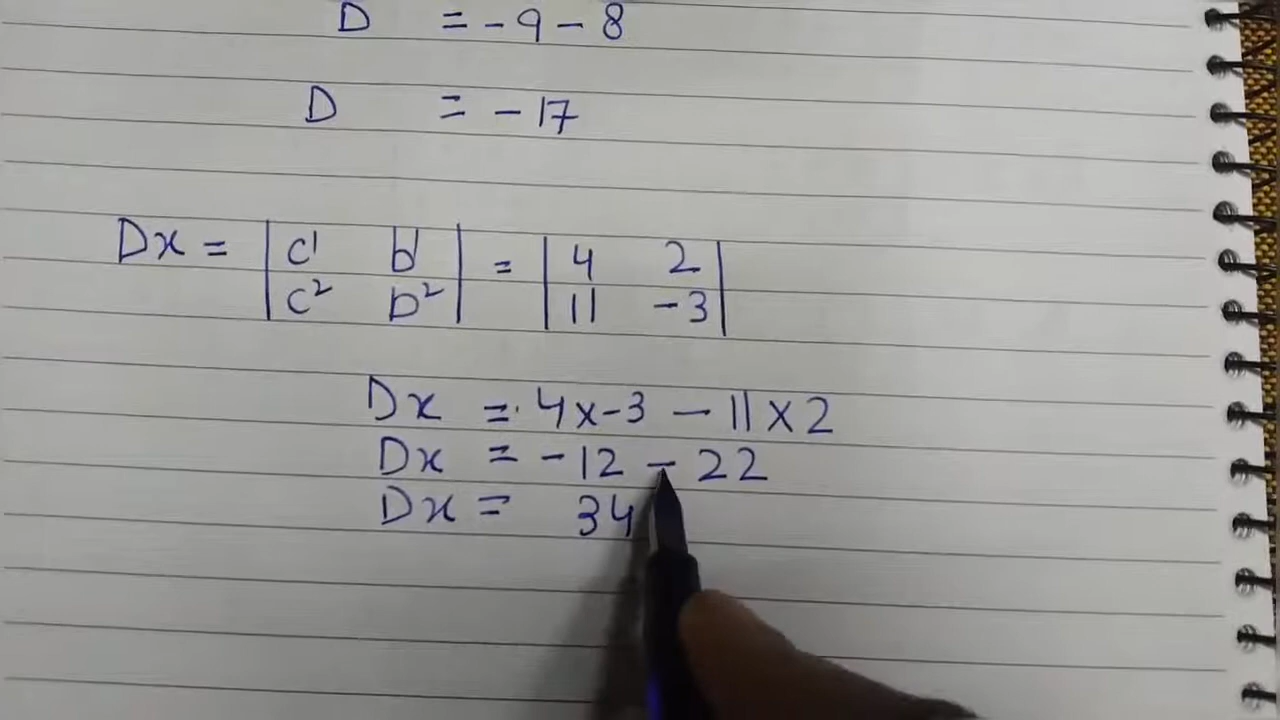 D = -9-8
D = -17
Dx = | c1 b1 | = | 4 2 |
| c² b² | | 11 -3 |
Dx = 4x-3 - 11x2
Dx = -12 - 22
Dx = 34